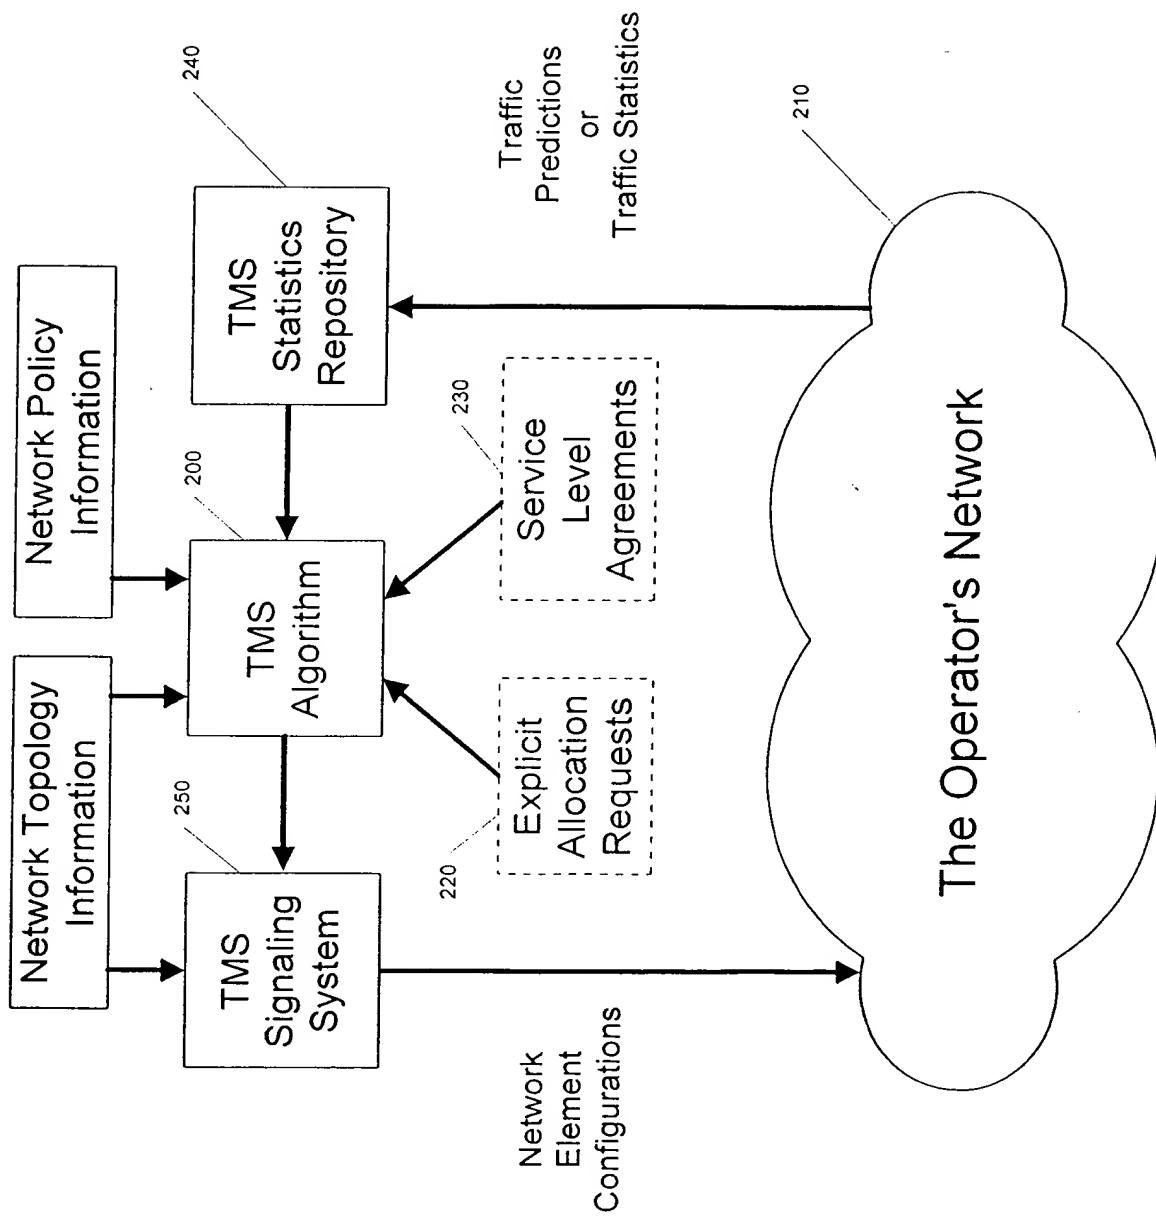 Network Topology
Information
Network Policy
Information
250
200
240
TMS
Signaling
System
TMS
Algorithm
TMS
Statistics
Repository
220
230
Explicit
Allocation
Requests
Service
Level
Agreements
Network
Element
Configurations
Traffic
Predictions
or
Traffic Statistics
210
The Operator's Network